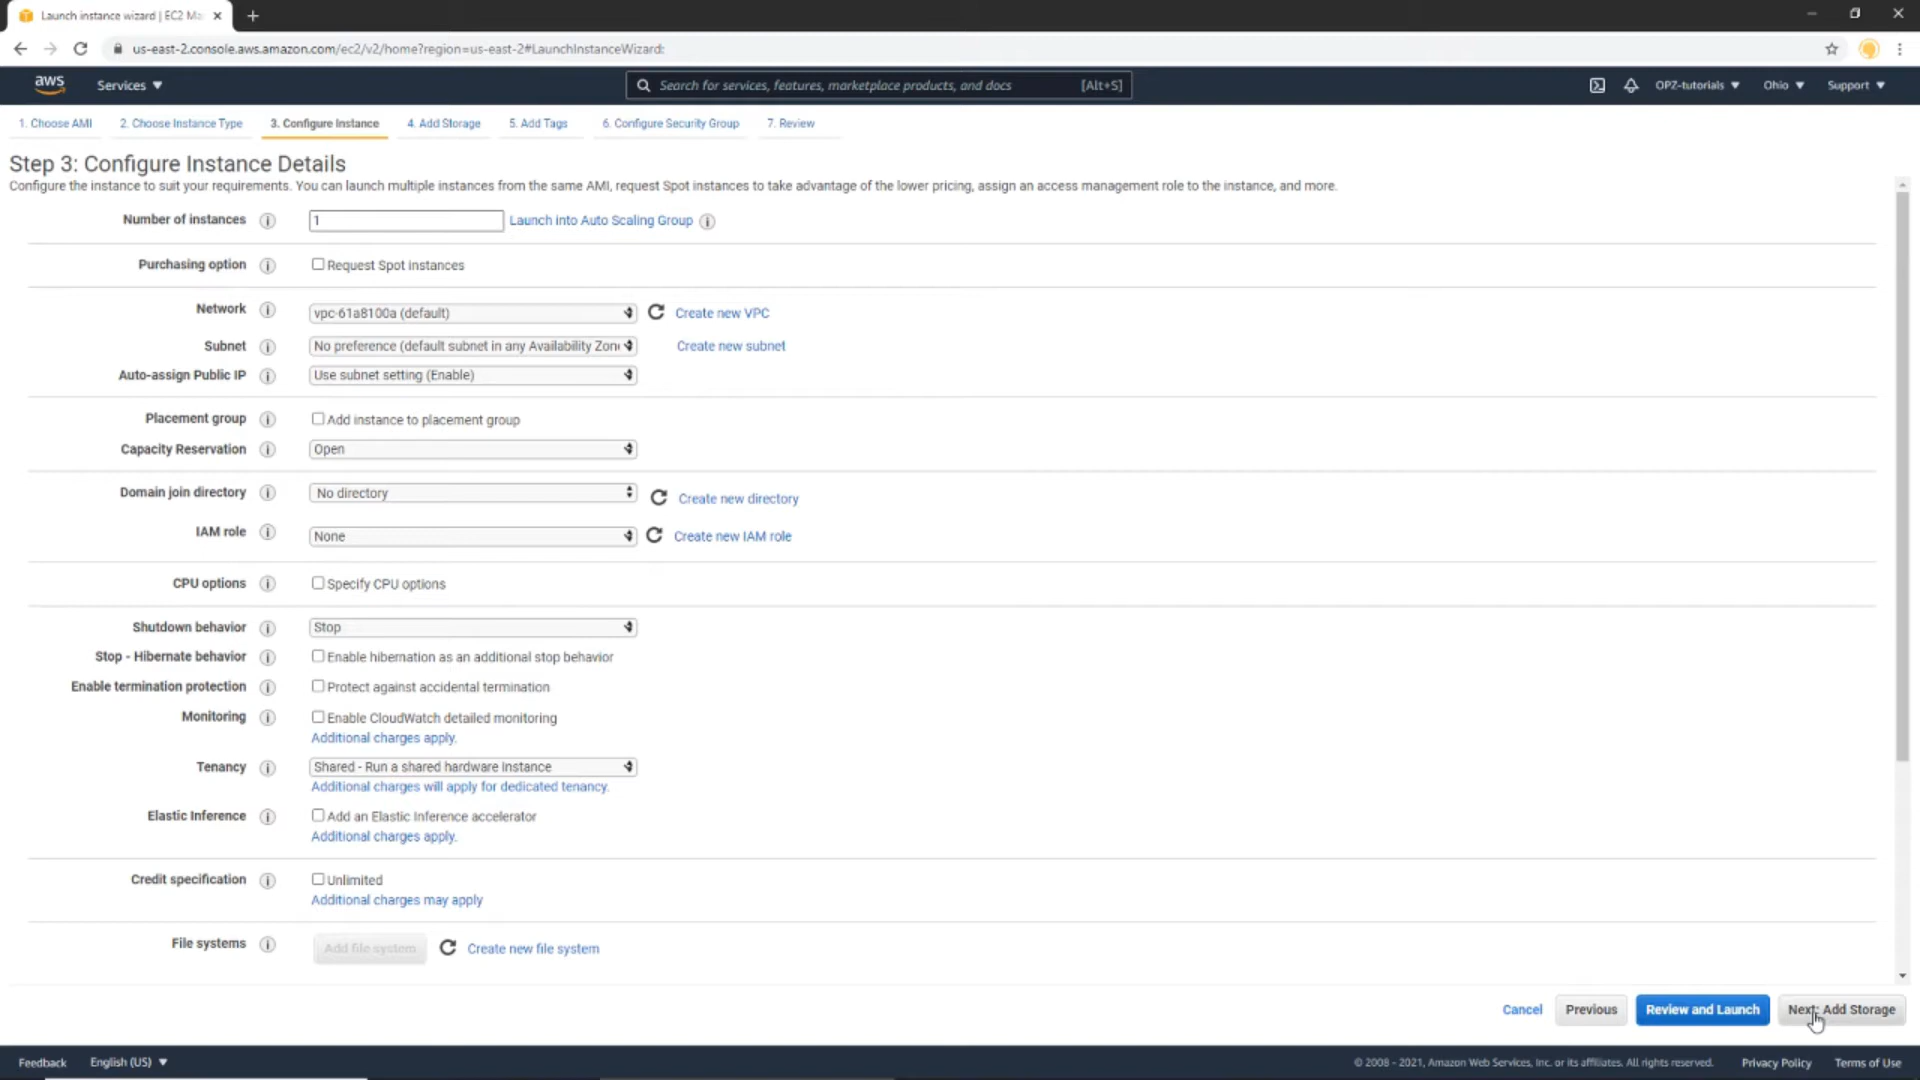 Launch instance wizard | EC2 Ma
us-east-2.console.aws.amazon.com/ec2/v2/home?region=us-east-2#LaunchInstanceWizard:
aws Services Search for services, features, marketplace products, and docs [Alt+S] OPZ-tutorials Ohio Support
1. Choose AMI 2. Choose Instance Type 3. Configure Instance 4. Add Storage 5. Add Tags 6. Configure Security Group 7. Review
Step 3: Configure Instance Details
Configure the instance to suit your requirements. You can launch multiple instances from the same AMI, request Spot instances to take advantage of the lower pricing, assign an access management role to the instance, and more.
Number of instances 1 Launch into Auto Scaling Group
Purchasing option Request Spot instances
Network vpc-61a8100a (default) Create new VPC
Subnet No preference (default subnet in any Availability Zon Create new subnet
Auto-assign Public IP Use subnet setting (Enable)
Placement group Add instance to placement group
Capacity Reservation Open
Domain join directory No directory Create new directory
IAM role None Create new IAM role
CPU options Specify CPU options
Shutdown behavior Stop
Stop - Hibernate behavior Enable hibernation as an additional stop behavior
Enable termination protection Protect against accidental termination
Monitoring Enable CloudWatch detailed monitoring
Additional charges apply.
Tenancy Shared - Run a shared hardware instance
Additional charges will apply for dedicated tenancy.
Elastic Inference Add an Elastic Inference accelerator
Additional charges apply.
Credit specification Unlimited
Additional charges may apply
File systems Add file system Create new file system
Cancel Previous Review and Launch Next: Add Storage
Feedback English (US) © 2008 - 2021, Amazon Web Services, Inc. or its affiliates. All rights reserved. Privacy Policy Terms of Use